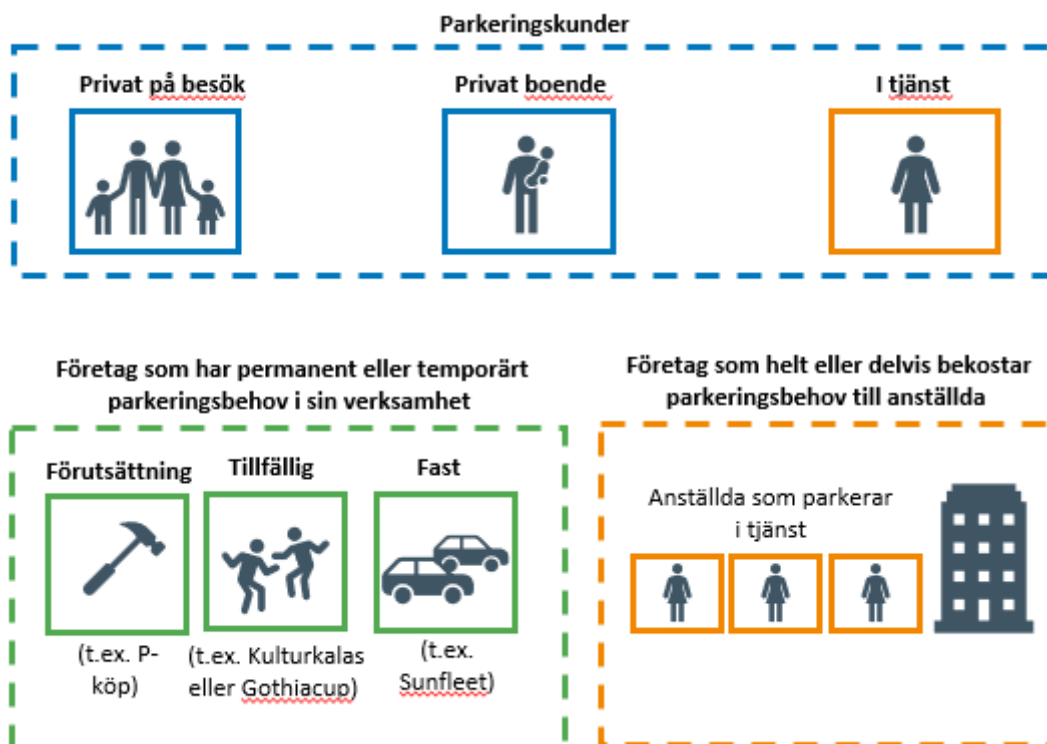 Parkeringskunder
Privat på besök
Privat boende
I tjänst
Företag som har permanent eller temporärt
parkeringsbehov i sin verksamhet
Förutsättning
Tillfällig
Fast
(t.ex. P-
köp)
(t.ex. Kulturkalas
eller Gothiacup)
(t.ex.
Sunfleet)
Företag som helt eller delvis bekostar
parkeringsbehov till anställda
Anställda som parkerar
i tjänst